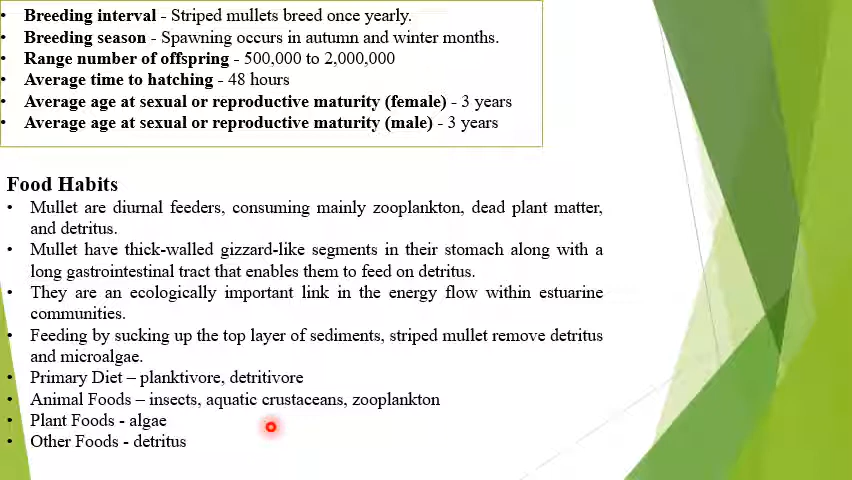 • Breeding interval - Striped mullets breed once yearly.
• Breeding season - Spawning occurs in autumn and winter months.
• Range number of offspring - 500,000 to 2,000,000
• Average time to hatching - 48 hours
• Average age at sexual or reproductive maturity (female) - 3 years
• Average age at sexual or reproductive maturity (male) - 3 years
Food Habits
• Mullet are diurnal feeders, consuming mainly zooplankton, dead plant matter,
and detritus.
• Mullet have thick-walled gizzard-like segments in their stomach along with a
long gastrointestinal tract that enables them to feed on detritus.
• They are an ecologically important link in the energy flow within estuarine
communities.
• Feeding by sucking up the top layer of sediments, striped mullet remove detritus
and microalgae.
• Primary Diet – planktivore, detritivore
• Animal Foods – insects, aquatic crustaceans, zooplankton
• Plant Foods - algae
• Other Foods - detritus